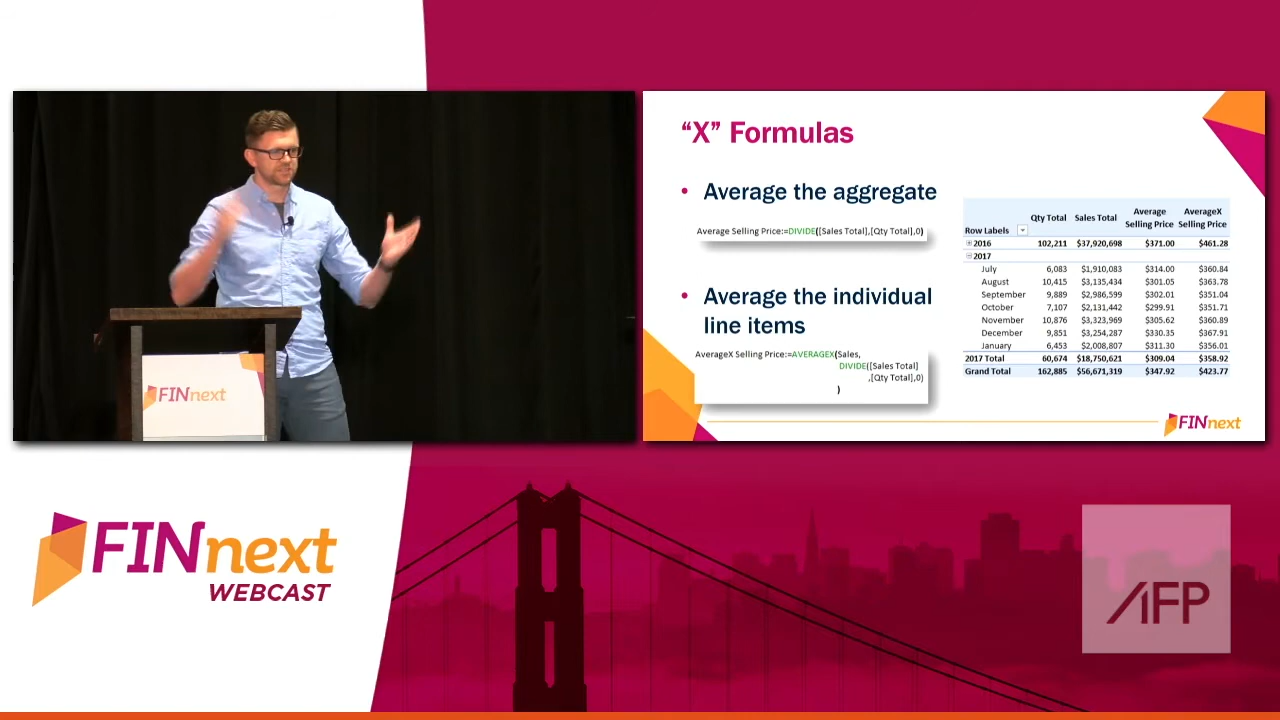 FINnext
"X" Formulas
• Average the aggregate
Average Selling Price:=DIVIDE([Sales Total],[Qty Total],0)
• Average the individual
line items
AverageX Selling Price:=AVERAGEX(Sales,
DIVIDE([Sales Total]
,[Qty Total],0)
)
Row Labels Qty Total Sales Total Average Selling Price AverageX Selling Price
2016 102,211 $37,920,698 $371.00 $461.28
2017
July 6,083 $1,910,083 $314.00 $360.84
August 10,415 $3,135,434 $301.05 $363.78
September 9,889 $2,986,599 $302.01 $351.04
October 7,107 $2,131,442 $299.91 $351.71
November 10,876 $3,323,969 $305.62 $360.89
December 9,851 $3,254,287 $330.35 $367.91
January 6,453 $2,008,807 $311.30 $356.01
2017 Total 60,674 $18,750,621 $309.04 $358.92
Grand Total 162,885 $56,671,319 $347.92 $423.77
FINnext
FINnext
WEBCAST
AFP